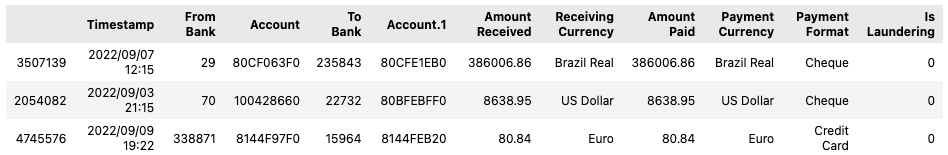 Timestamp From Bank Account To Bank Account.1 Amount Received Receiving Currency Amount Paid Payment Currency Payment Format Is Laundering
3507139 2022/09/07 12:15 29 80CF063F0 235843 80CFE1EB0 386006.86 Brazil Real 386006.86 Brazil Real Cheque 0
2054082 2022/09/03 21:15 70 100428660 22732 80BFEBFF0 8638.95 US Dollar 8638.95 US Dollar Cheque 0
4745576 2022/09/09 19:22 338871 8144F97F0 15964 8144FEB20 80.84 Euro 80.84 Euro Credit Card 0